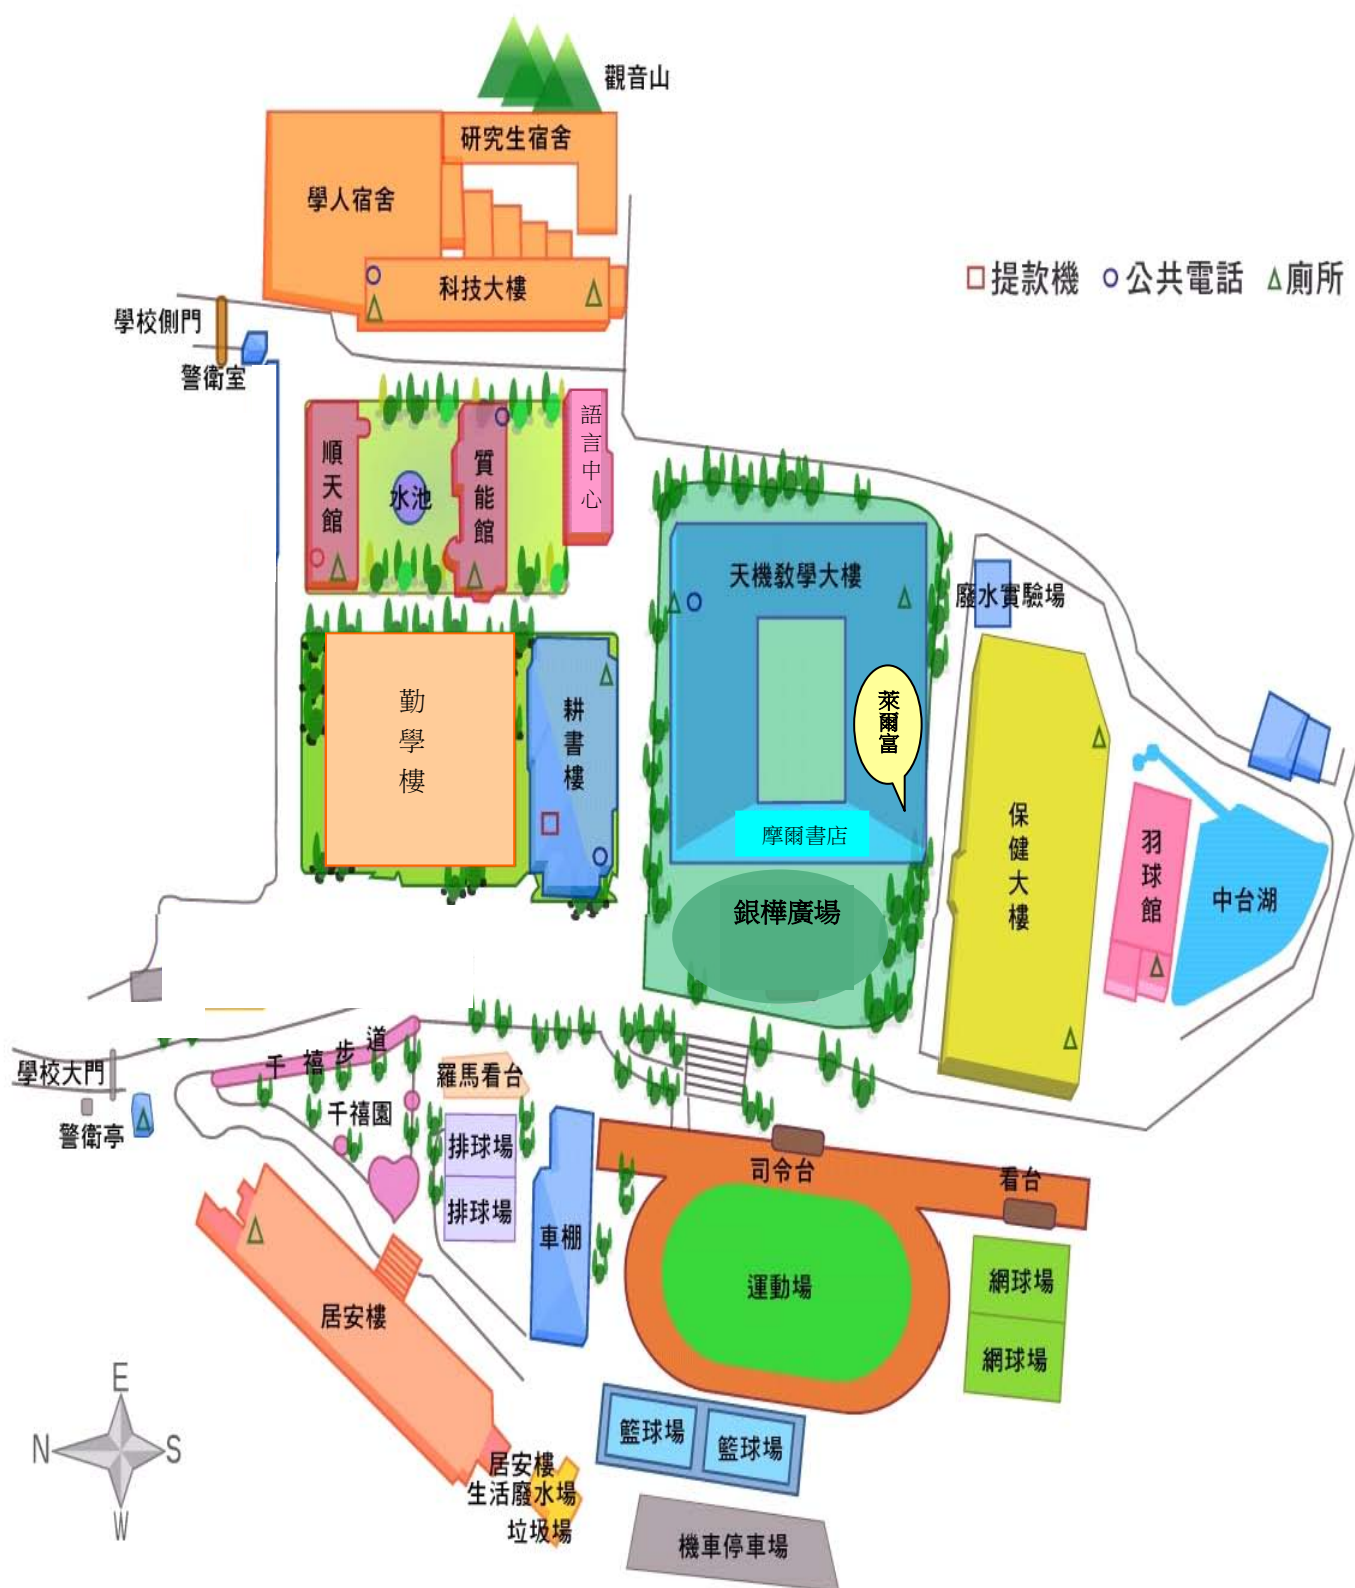 觀音山
研究生宿舍
學人宿舍
科技大樓
提款機 公共電話 廁所
學校側門
警衛室
順天館
水池
質能館
語言中心
天機教學大樓
廢水實驗場
勤學樓
耕書樓
萊爾富
摩爾書店
保健大樓
羽球館
中台湖
銀樺廣場
千禧步道
學校大門
羅馬看台
千禧園
警衛亭
排球場
司令台
看台
排球場
車棚
網球場
運動場
居安樓
網球場
E
N S
W
籃球場
籃球場
居安樓
生活廢水場
垃圾場
機車停車場